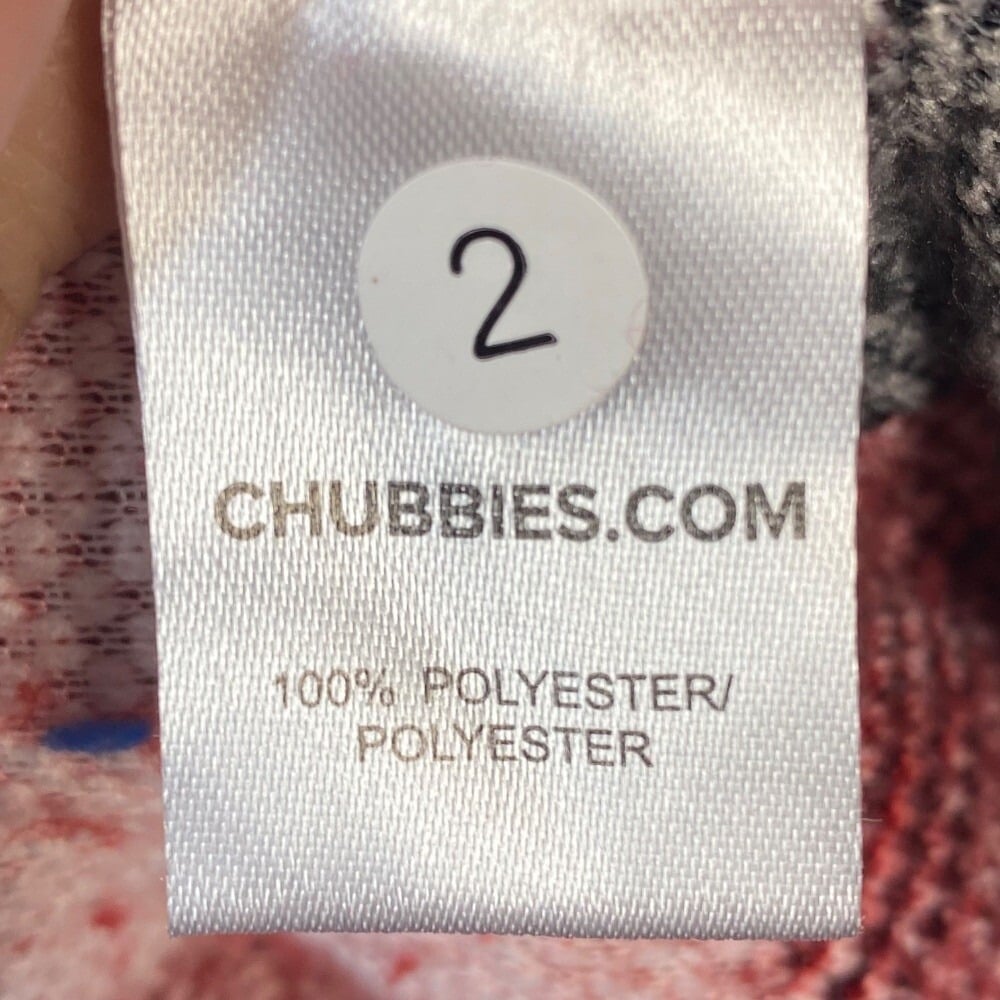 2
CHUBBIES.COM
100% POLYESTER/
POLYESTER